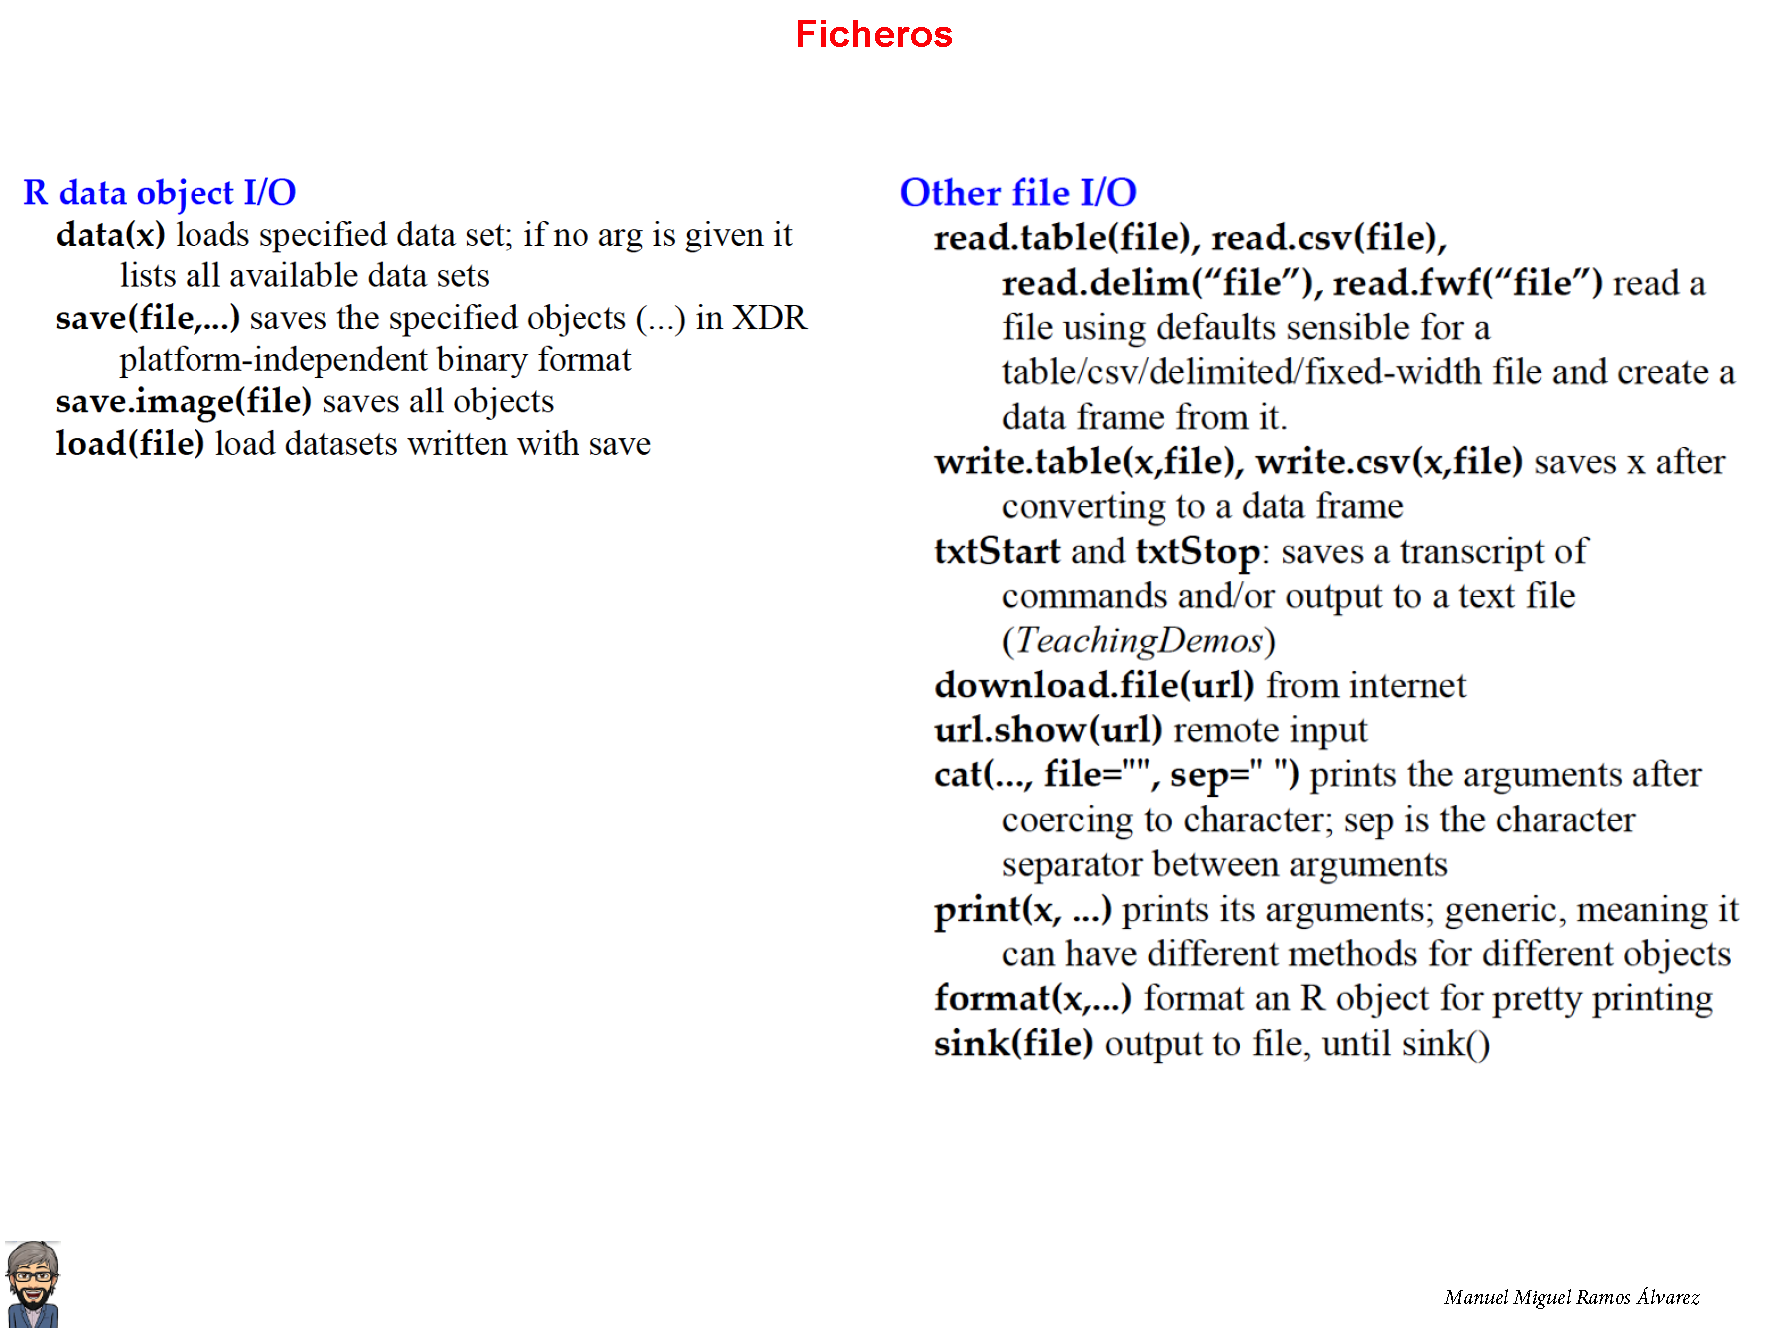 Ficheros
R data object I/O
data(x) loads specified data set; if no arg is given it
lists all available data sets
save(file,...) saves the specified objects (...) in XDR
platform-independent binary format
save.image(file) saves all objects
load(file) load datasets written with save
Other file I/O
read.table(file), read.csv(file),
read.delim(“file”), read.fwf(“file”) read a
file using defaults sensible for a
table/csv/delimited/fixed-width file and create a
data frame from it.
write.table(x,file), write.csv(x,file) saves x after
converting to a data frame
txtStart and txtStop: saves a transcript of
commands and/or output to a text file
(TeachingDemos)
download.file(url) from internet
url.show(url) remote input
cat(..., file="", sep=" ") prints the arguments after
coercing to character; sep is the character
separator between arguments
print(x, ...) prints its arguments; generic, meaning it
can have different methods for different objects
format(x,...) format an R object for pretty printing
sink(file) output to file, until sink()
Manuel Miguel Ramos Álvarez